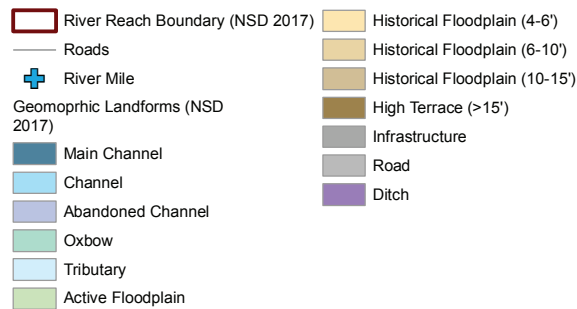 River Reach Boundary (NSD 2017)
Roads
River Mile
Geomoprhic Landforms (NSD
2017)
Main Channel
Channel
Abandoned Channel
Oxbow
Tributary
Active Floodplain
Historical Floodplain (4-6')
Historical Floodplain (6-10')
Historical Floodplain (10-15')
High Terrace (>15')
Infrastructure
Road
Ditch